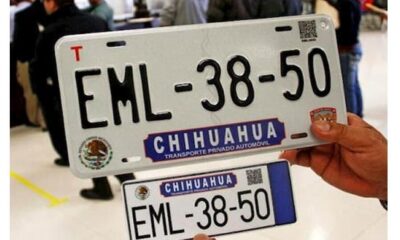 T
EML-38-50
CHIHUAHUA
TRANSPORTE PRIVADO AUTOMÓVIL
CHIHUAHUA
EML-38-50